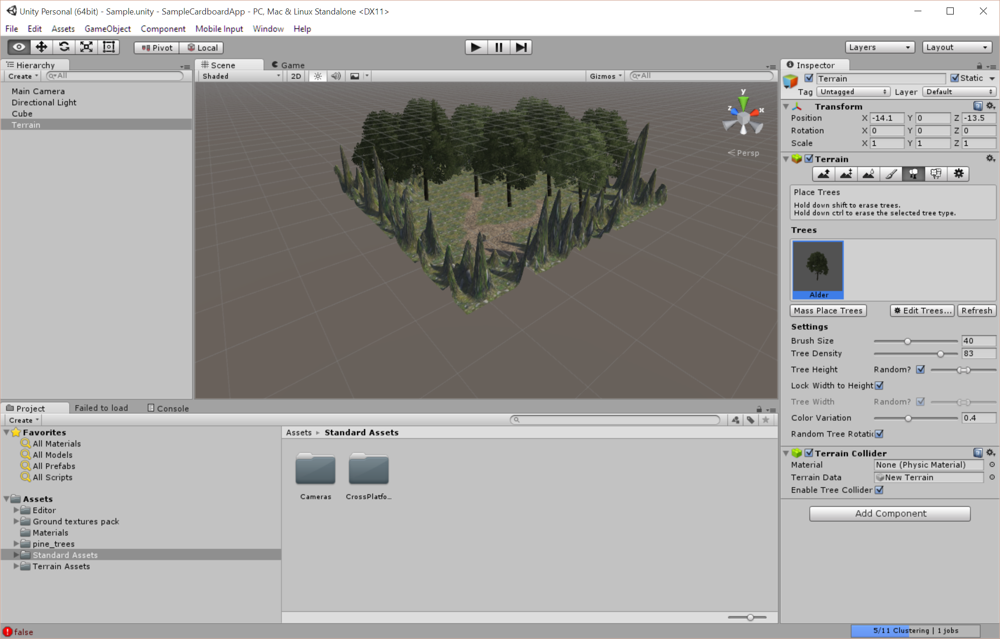 Unity Personal (64bit) - Sample.unity - SampleCardboardApp - PC, Mac & Linux Standalone <DX11>
File Edit Assets GameObject Component Mobile Input Window Help
Pivot Local Layers Layout
Hierarchy
Create All
Main Camera
Directional Light
Cube
Terrain
Scene Game
Shaded 2D Gizmos All
y
z x
Persp
Inspector
Terrain Static
Tag Untagged Layer Default
Transform
Position X -14.1 Y 0 Z -13.5
Rotation X 0 Y 0 Z 0
Scale X 1 Y 1 Z 1
Terrain
Place Trees
Hold down shift to erase trees.
Hold down ctrl to erase the selected tree type.
Trees
Alder
Mass Place Trees Edit Trees... Refresh
Settings
Brush Size 40
Tree Density 83
Tree Height Random?
Lock Width to Height
Tree Width Random?
Color Variation 0.4
Random Tree Rotatic
Terrain Collider
Material None (Physic Material)
Terrain Data New Terrain
Enable Tree Collider
Add Component
Project Failed to load Console
Create
Favorites
All Materials
All Models
All Prefabs
All Scripts
Assets
Editor
Ground textures pack
Materials
pine_trees
Standard Assets
Terrain Assets
Assets Standard Assets
Cameras CrossPlatfo...
false
5/11 Clustering | 1 jobs